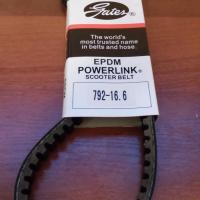 Gates
The world's
most trusted name
in belts and hose.
EPDM
POWERLINK®
SCOOTER BELT
792-16.6